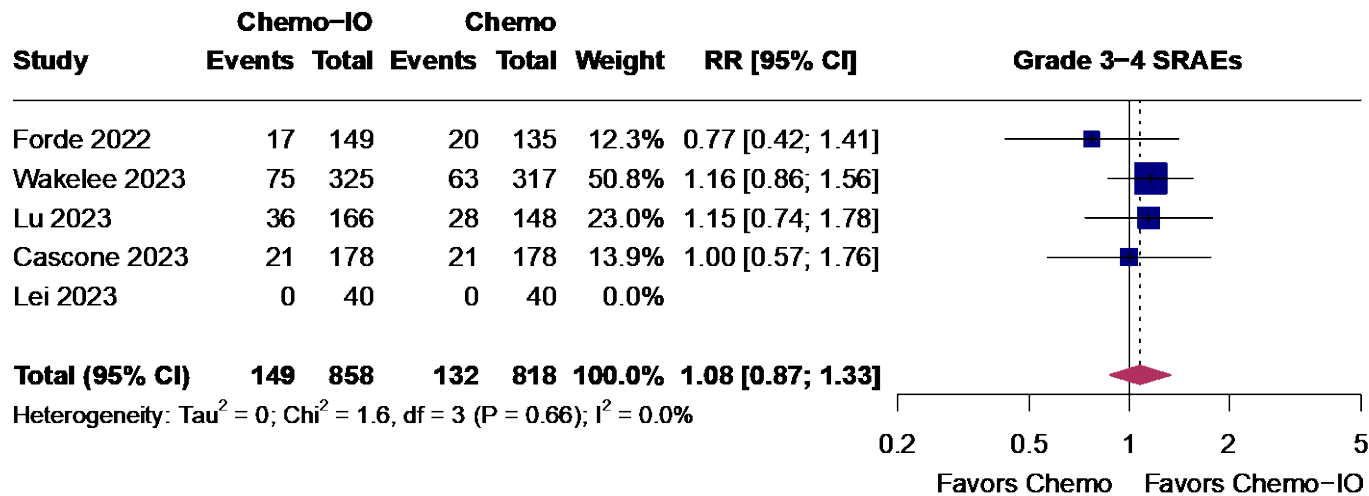 Chemo−IO Chemo
Study Events Total Events Total Weight RR [95% CI] Grade 3−4 SRAEs
Forde 2022 17 149 20 135 12.3% 0.77 [0.42; 1.41]
Wakelee 2023 75 325 63 317 50.8% 1.16 [0.86; 1.56]
Lu 2023 36 166 28 148 23.0% 1.15 [0.74; 1.78]
Cascone 2023 21 178 21 178 13.9% 1.00 [0.57; 1.76]
Lei 2023 0 40 0 40 0.0%
Total (95% CI) 149 858 132 818 100.0% 1.08 [0.87; 1.33]
Heterogeneity: Tau² = 0; Chi² = 1.6, df = 3 (P = 0.66); I² = 0.0%
0.2 0.5 1 2 5
Favors Chemo Favors Chemo−IO